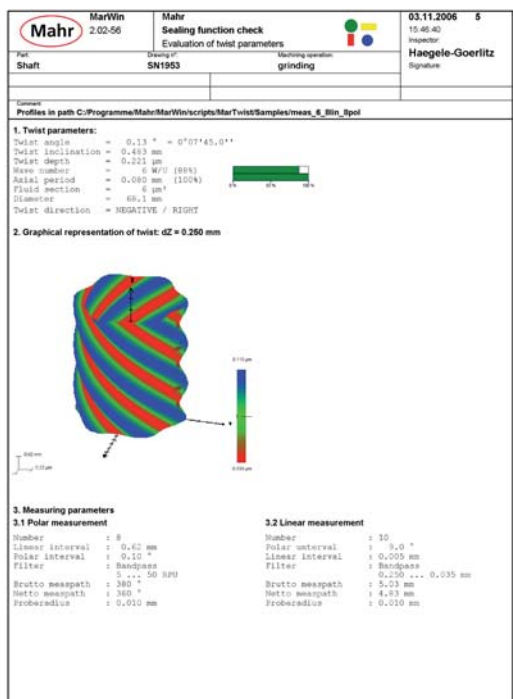 Mahr
MarWin
2.02-56
Mahr
Sealing function check
Evaluation of twist parameters
03.11.2006 5
15:46:40
Inspector:
Haegele-Goerlitz
Signature:
Part:
Shaft
Drawing n°:
SN1953
Machining operation:
grinding
Comment
Profiles in path C:/Programme/Mahr/MarWin/scripts/MarTwist/Samples/meas_6_8lin_8pol
1. Twist parameters:
Twist angle = 0.13 ° = 0°07'45.0''
Twist inclination = 0.483 mm
Twist depth = 0.221 µm
Wave number = 6 W/U (88%)
Axial period = 0.080 mm (100%)
Fluid section = 6 µm²
Diameter = 68.1 mm
Twist direction = NEGATIVE / RIGHT
0 % 50 % 100 %
2. Graphical representation of twist: dZ = 0.250 mm
3. Measuring parameters
3.1 Polar measurement
Number : 8
Linear interval : 0.62 mm
Polar interval : 0.10 °
Filter : Bandpass
5 ... 50 RPU
Brutto measpath : 380 °
Netto measpath : 360 °
Proberadius : 0.010 mm
3.2 Linear measurement
Number : 10
Polar unterval : 9.0 °
Linear interval : 0.005 mm
Filter : Bandpass
0.250 ... 0.035 mm
Brutto measpath : 5.03 mm
Netto measpath : 4.83 mm
Proberadius : 0.010 mm